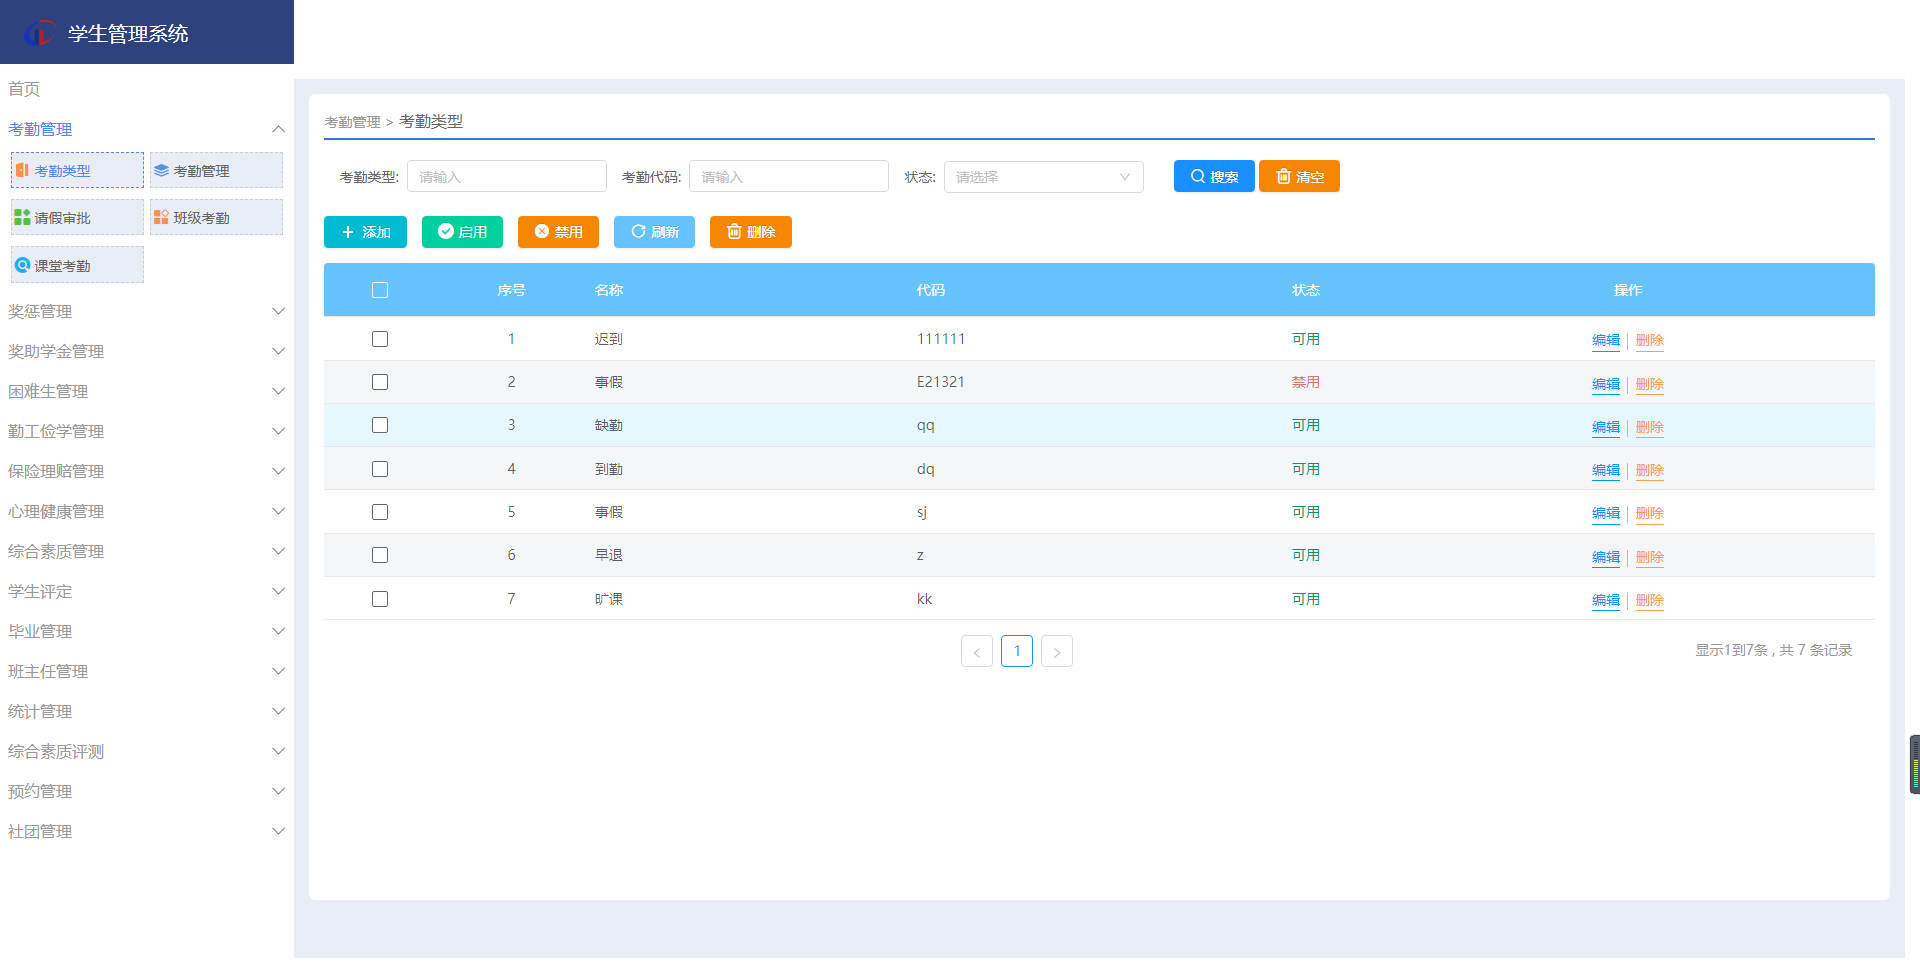 学生管理系统
首页
考勤管理
考勤类型
考勤管理
请假审批
班级考勤
课堂考勤
奖惩管理
奖助学金管理
困难生管理
勤工俭学管理
保险理赔管理
心理健康管理
综合素质管理
学生评定
毕业管理
班主任管理
统计管理
综合素质评测
预约管理
社团管理
考勤管理 > 考勤类型
考勤类型: 请输入 考勤代码: 请输入 状态: 请选择 搜索 清空
添加 启用 禁用 刷新 删除
序号 名称 代码 状态 操作
1 迟到 111111 可用 编辑 | 删除
2 事假 E21321 禁用 编辑 | 删除
3 缺勤 qq 可用 编辑 | 删除
4 到勤 dq 可用 编辑 | 删除
5 事假 sj 可用 编辑 | 删除
6 早退 z 可用 编辑 | 删除
7 旷课 kk 可用 编辑 | 删除
< 1 > 显示1到7条 , 共 7 条记录